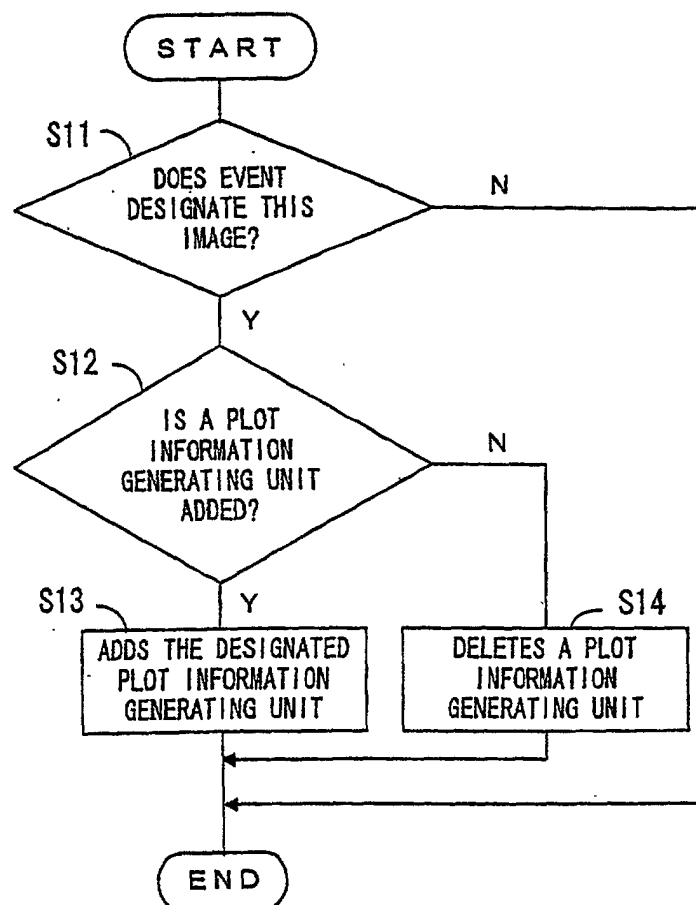 START
S11
DOES EVENT
DESIGNATE THIS
IMAGE?
N
Y
S12
IS A PLOT
INFORMATION
GENERATING UNIT
ADDED?
N
Y
S13
S14
ADDS THE DESIGNATED
PLOT INFORMATION
GENERATING UNIT
DELETES A PLOT
INFORMATION
GENERATING UNIT
END